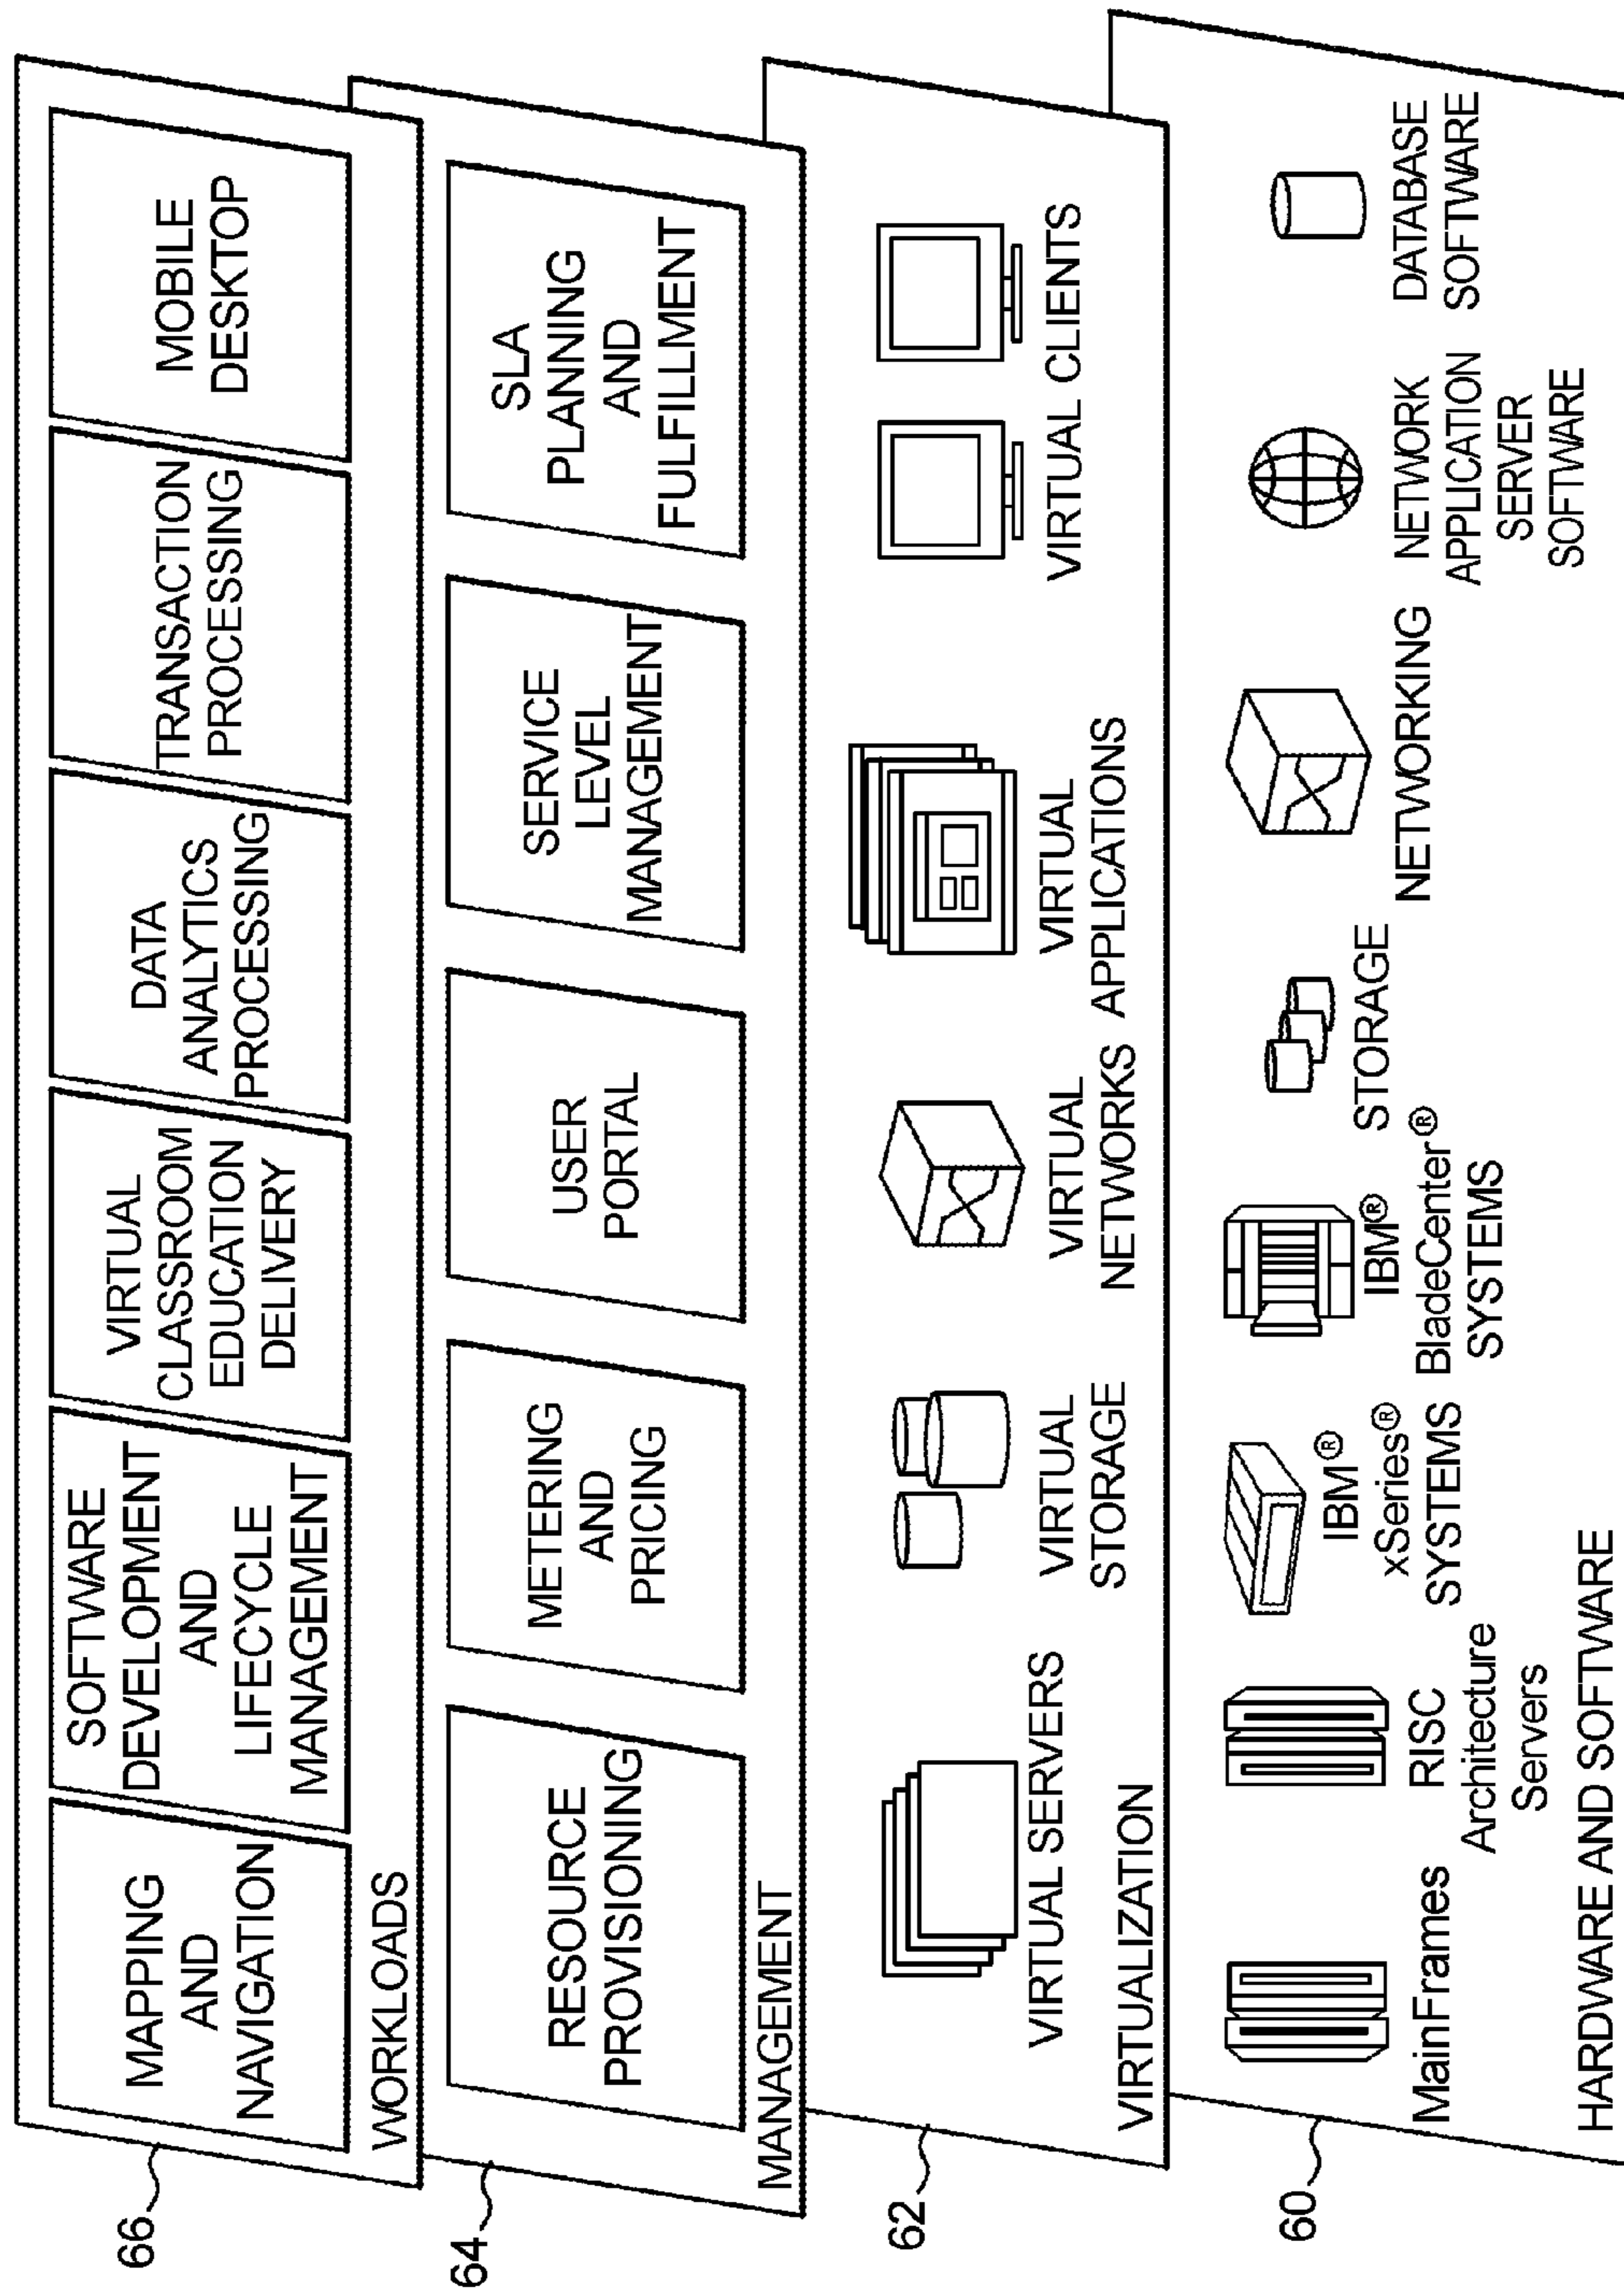 66
MAPPING
AND
NAVIGATION
SOFTWARE
DEVELOPMENT
AND
LIFECYCLE
MANAGEMENT
VIRTUAL
CLASSROOM
EDUCATION
DELIVERY
DATA
ANALYTICS
PROCESSING
TRANSACTION
PROCESSING
MOBILE
DESKTOP
WORKLOADS
64
RESOURCE
PROVISIONING
METERING
AND
PRICING
USER
PORTAL
SERVICE
LEVEL
MANAGEMENT
SLA
PLANNING
AND
FULFILLMENT
MANAGEMENT
62
VIRTUAL SERVERS
VIRTUAL
STORAGE
VIRTUAL
NETWORKS
VIRTUAL
APPLICATIONS
VIRTUAL CLIENTS
VIRTUALIZATION
60
MainFrames
RISC
Architecture
Servers
IBM®
xSeries®
SYSTEMS
IBM®
BladeCenter®
SYSTEMS
STORAGE
NETWORKING
NETWORK
APPLICATION
SERVER
SOFTWARE
DATABASE
SOFTWARE
HARDWARE AND SOFTWARE